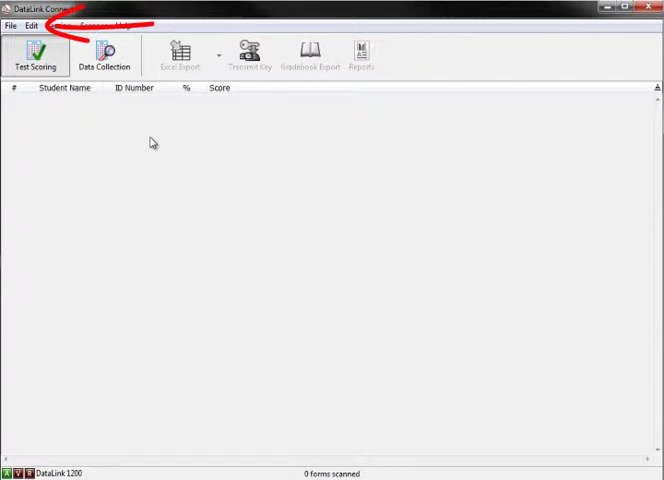 DataLink Connect
File Edit Help
Test Scoring Data Collection Excel Export Transmit Key Gradebook Export Reports
# Student Name ID Number % Score
A V R DataLink 1200 0 forms scanned